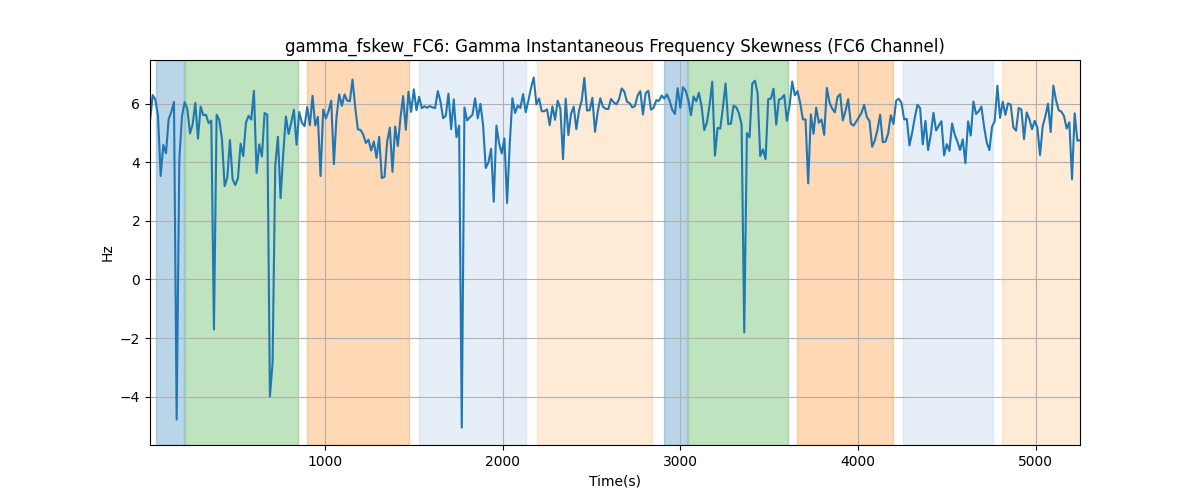 gamma_fskew_FC6: Gamma Instantaneous Frequency Skewness (FC6 Channel)
Hz
6
4
2
0
−2
−4
1000 2000 3000 4000 5000
Time(s)